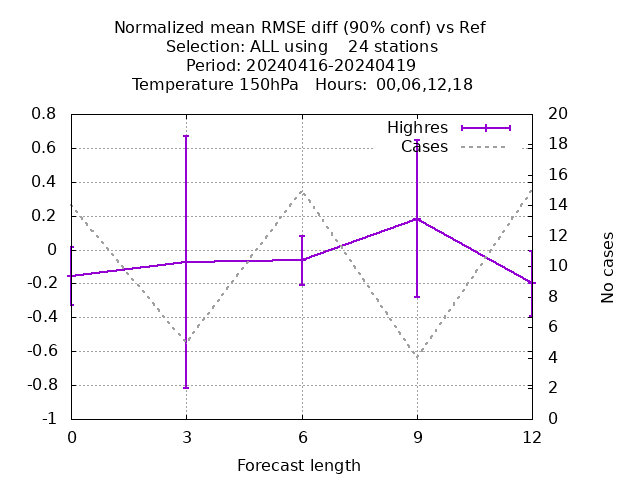 Normalized mean RMSE diff (90% conf) vs Ref
Selection: ALL using    24 stations
Period: 20240416-20240419
Temperature 150hPa   Hours:  00,06,12,18
Highres
Cases
0.8
0.6
0.4
0.2
0
-0.2
-0.4
-0.6
-0.8
-1
20
18
16
14
12
10
8
6
4
2
0
No cases
0 3 6 9 12
Forecast length